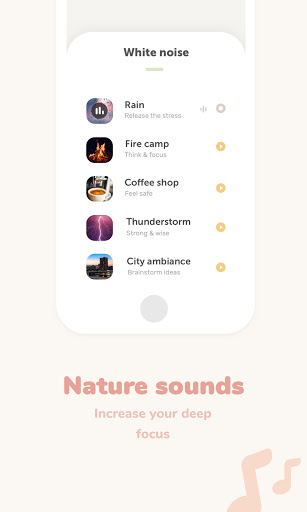 White noise
Rain
Release the stress
Fire camp
Think & focus
Coffee shop
Feel safe
Thunderstorm
Strong & wise
City ambiance
Brainstorm ideas
Nature sounds
Increase your deep
focus